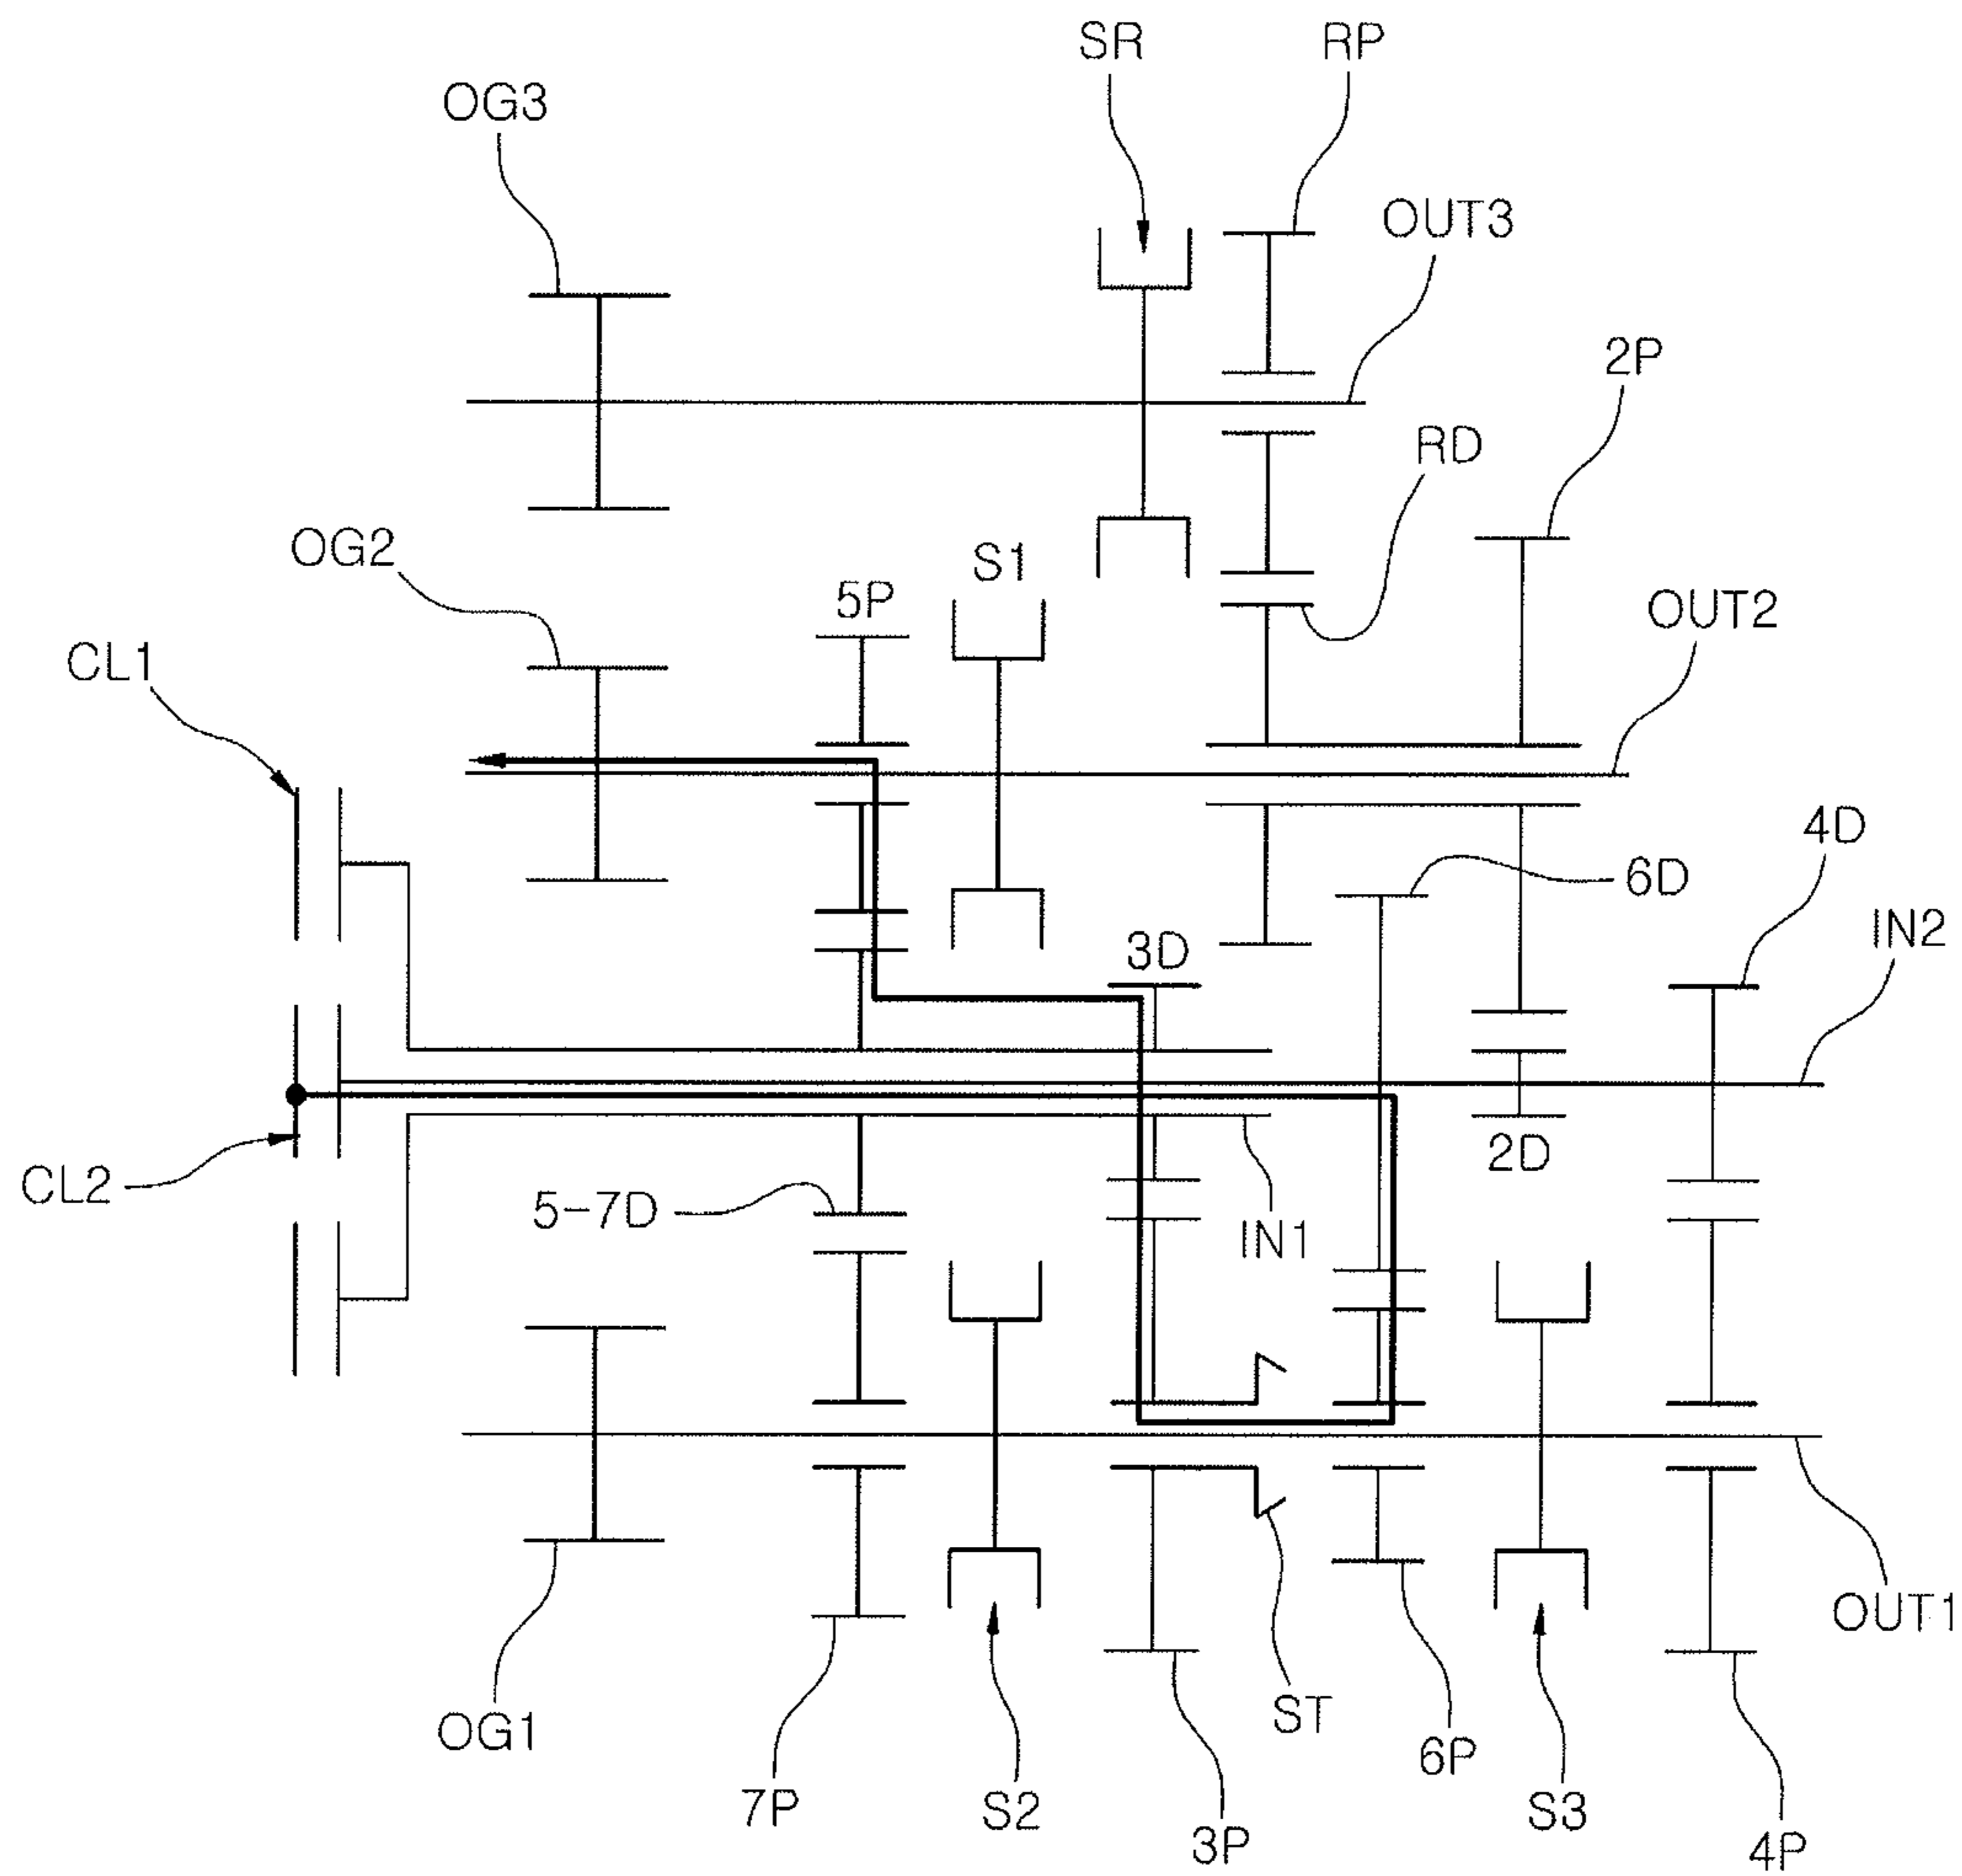 SR
RP
OG3
OUT3
2P
RD
OG2
S1
5P
OUT2
CL1
4D
6D
IN2
3D
2D
CL2
5-7D
IN1
OUT1
ST
OG1
6P
7P
S2
S3
3P
4P